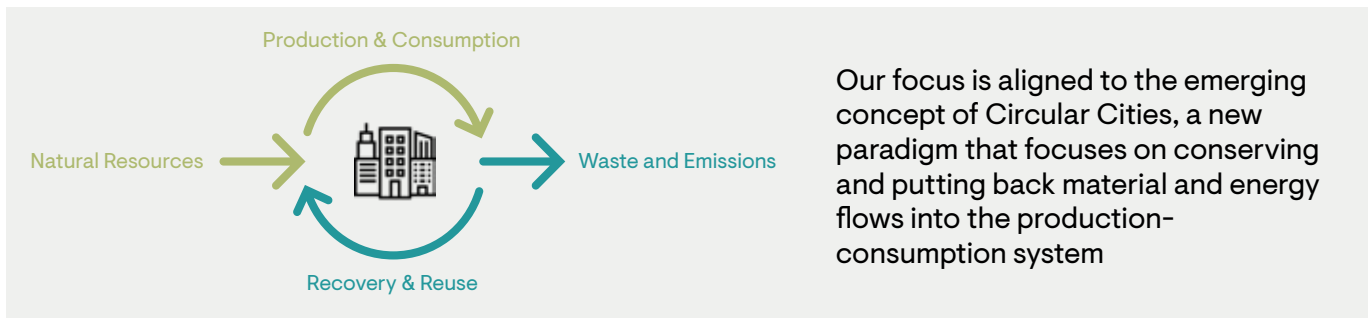 Production & Consumption
Natural Resources
Waste and Emissions
Recovery & Reuse
Our focus is aligned to the emerging
concept of Circular Cities, a new
paradigm that focuses on conserving
and putting back material and energy
flows into the production-
consumption system